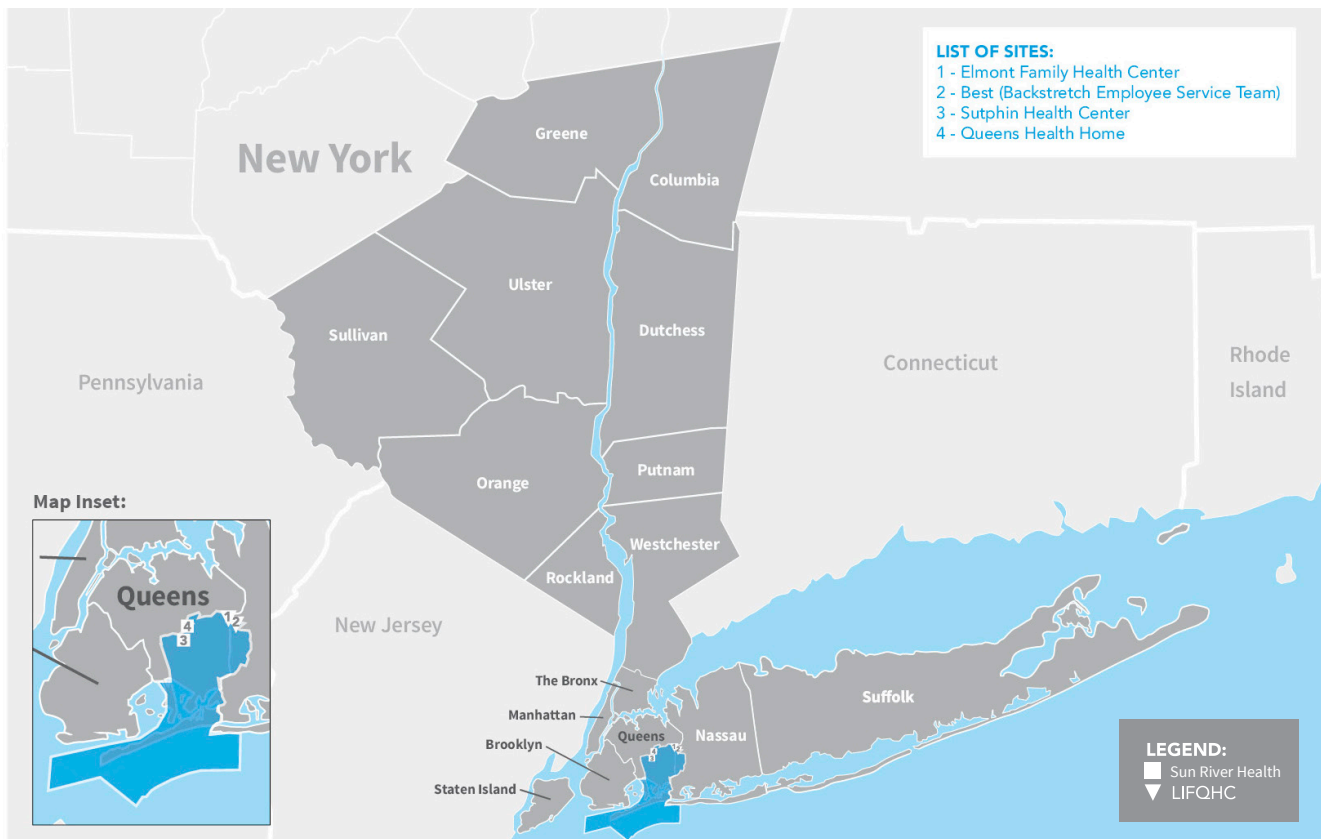 LIST OF SITES:
1 - Elmont Family Health Center
2 - Best (Backstretch Employee Service Team)
3 - Sutphin Health Center
4 - Queens Health Home
New York
Greene
Columbia
Ulster
Sullivan
Dutchess
Pennsylvania
Connecticut
Rhode
Island
Putnam
Orange
Westchester
Rockland
New Jersey
Map Inset:
Queens
1
2
4
3
The Bronx
Manhattan
Brooklyn
Staten Island
Queens
Nassau
Suffolk
4
3
LEGEND:
Sun River Health
LIFQHC